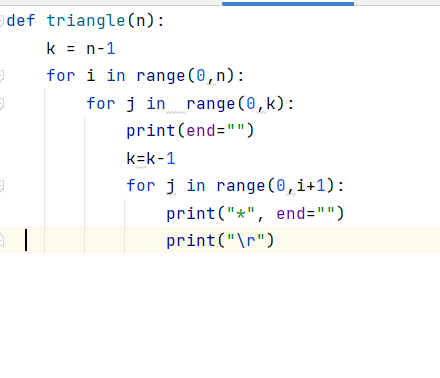 def triangle(n):
    k = n-1
    for i in range(0,n):
        for j in  range(0,k):
            print(end="")
            k=k-1
            for j in range(0,i+1):
                print("*", end="")
                print("\r")